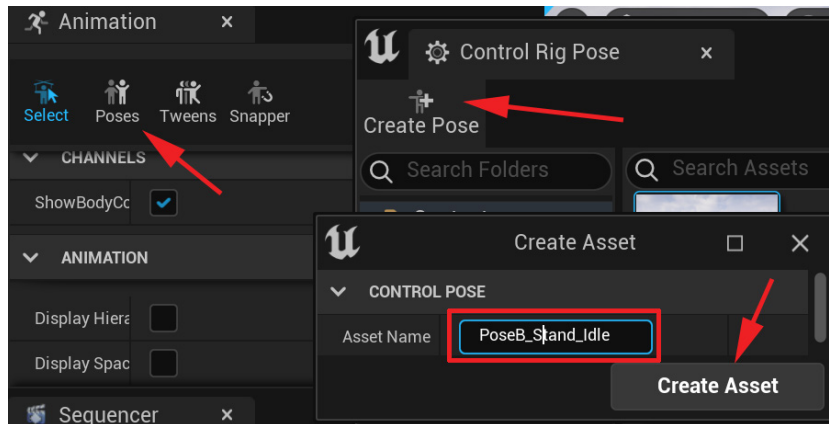 Animation
Select Poses Tweens Snapper
CHANNELS
ShowBodyCc
ANIMATION
Display Hiera
Display Spac
Sequencer
Control Rig Pose
Create Pose
Search Folders
Search Assets
Create Asset
CONTROL POSE
Asset Name PoseB_Stand_Idle
Create Asset